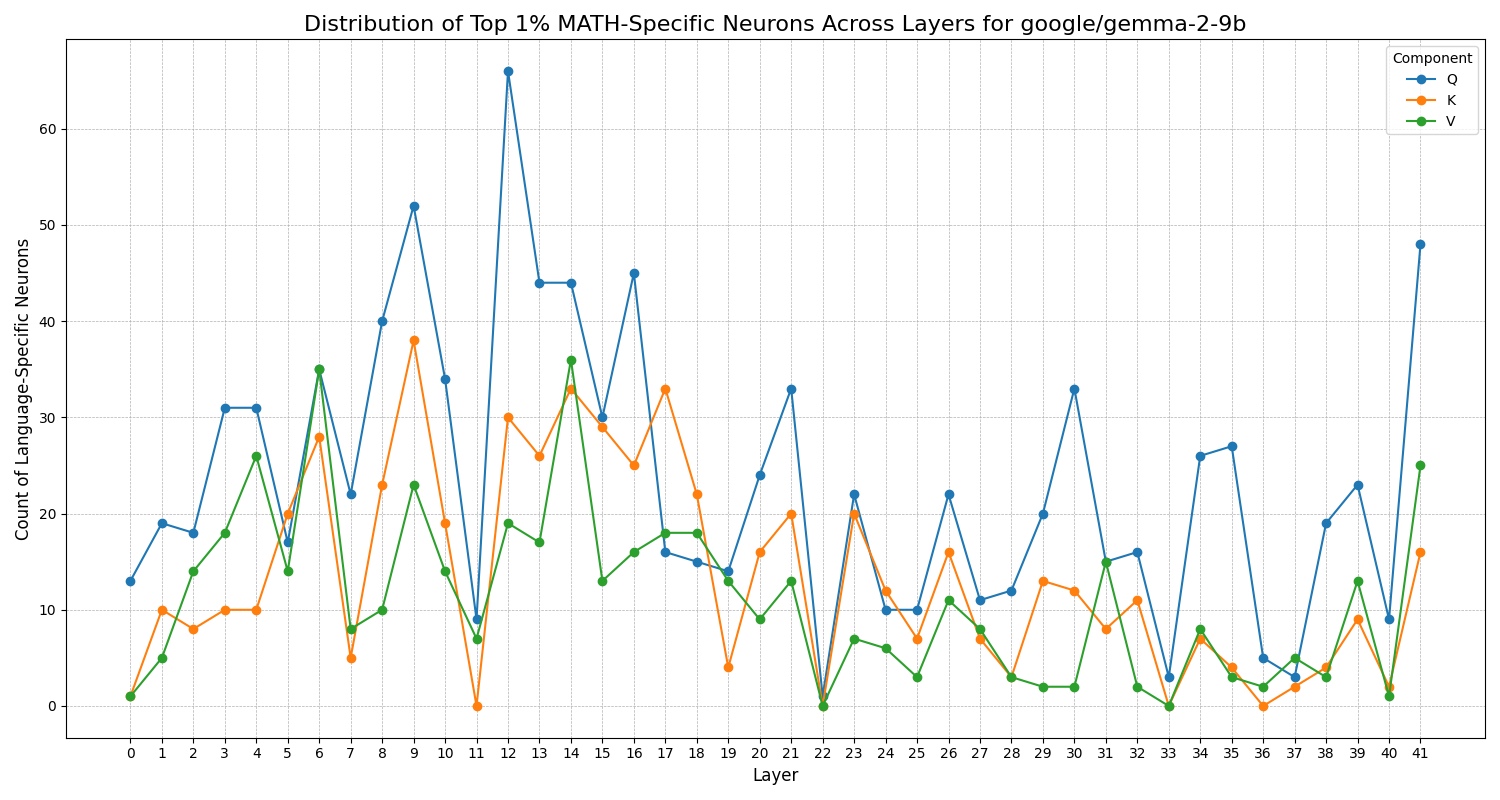 Distribution of Top 1% MATH-Specific Neurons Across Layers for google/gemma-2-9b
Component
Q
K
V
Count of Language-Specific Neurons
60
50
40
30
20
10
0
0 1 2 3 4 5 6 7 8 9 10 11 12 13 14 15 16 17 18 19 20 21 22 23 24 25 26 27 28 29 30 31 32 33 34 35 36 37 38 39 40 41
Layer